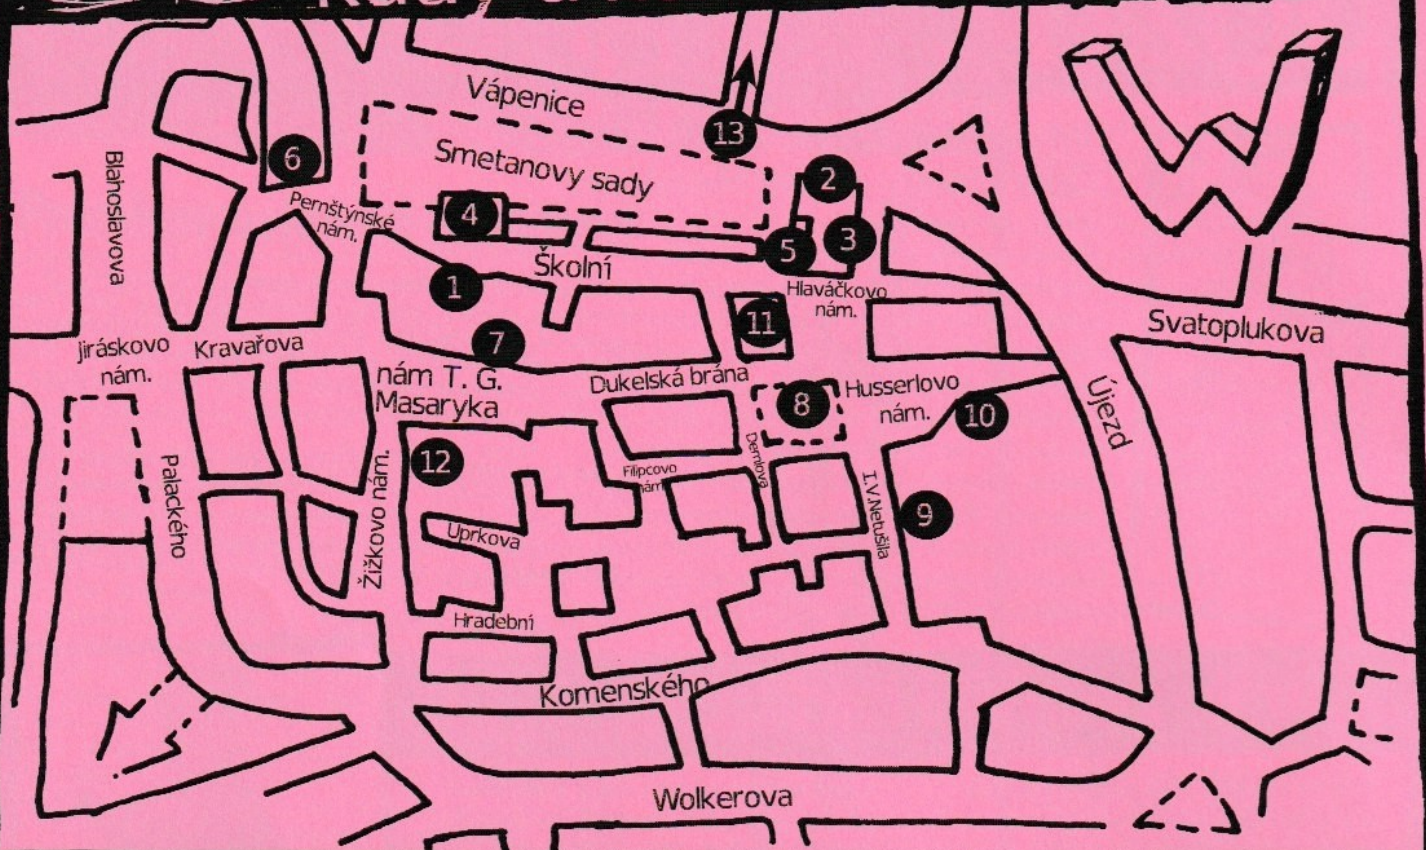 Vápenice
13
Smetanovy sady
6
2
Blahoslavova
Pernštýnské
nám.
4
5
3
Školní
1
Hlaváčkovo
nám.
11
Svatoplukova
7
Jiráskovo
nám.
Kravařova
nám T. G.
Masaryka
Dukelská brána
8
Husserlovo
nám.
10
Újezd
12
Filipcovo
nám.
Demlova
Palackého
Žižkovo nám.
Uprkova
I.V.Netušila
9
Hradební
Komenského
Wolkerova